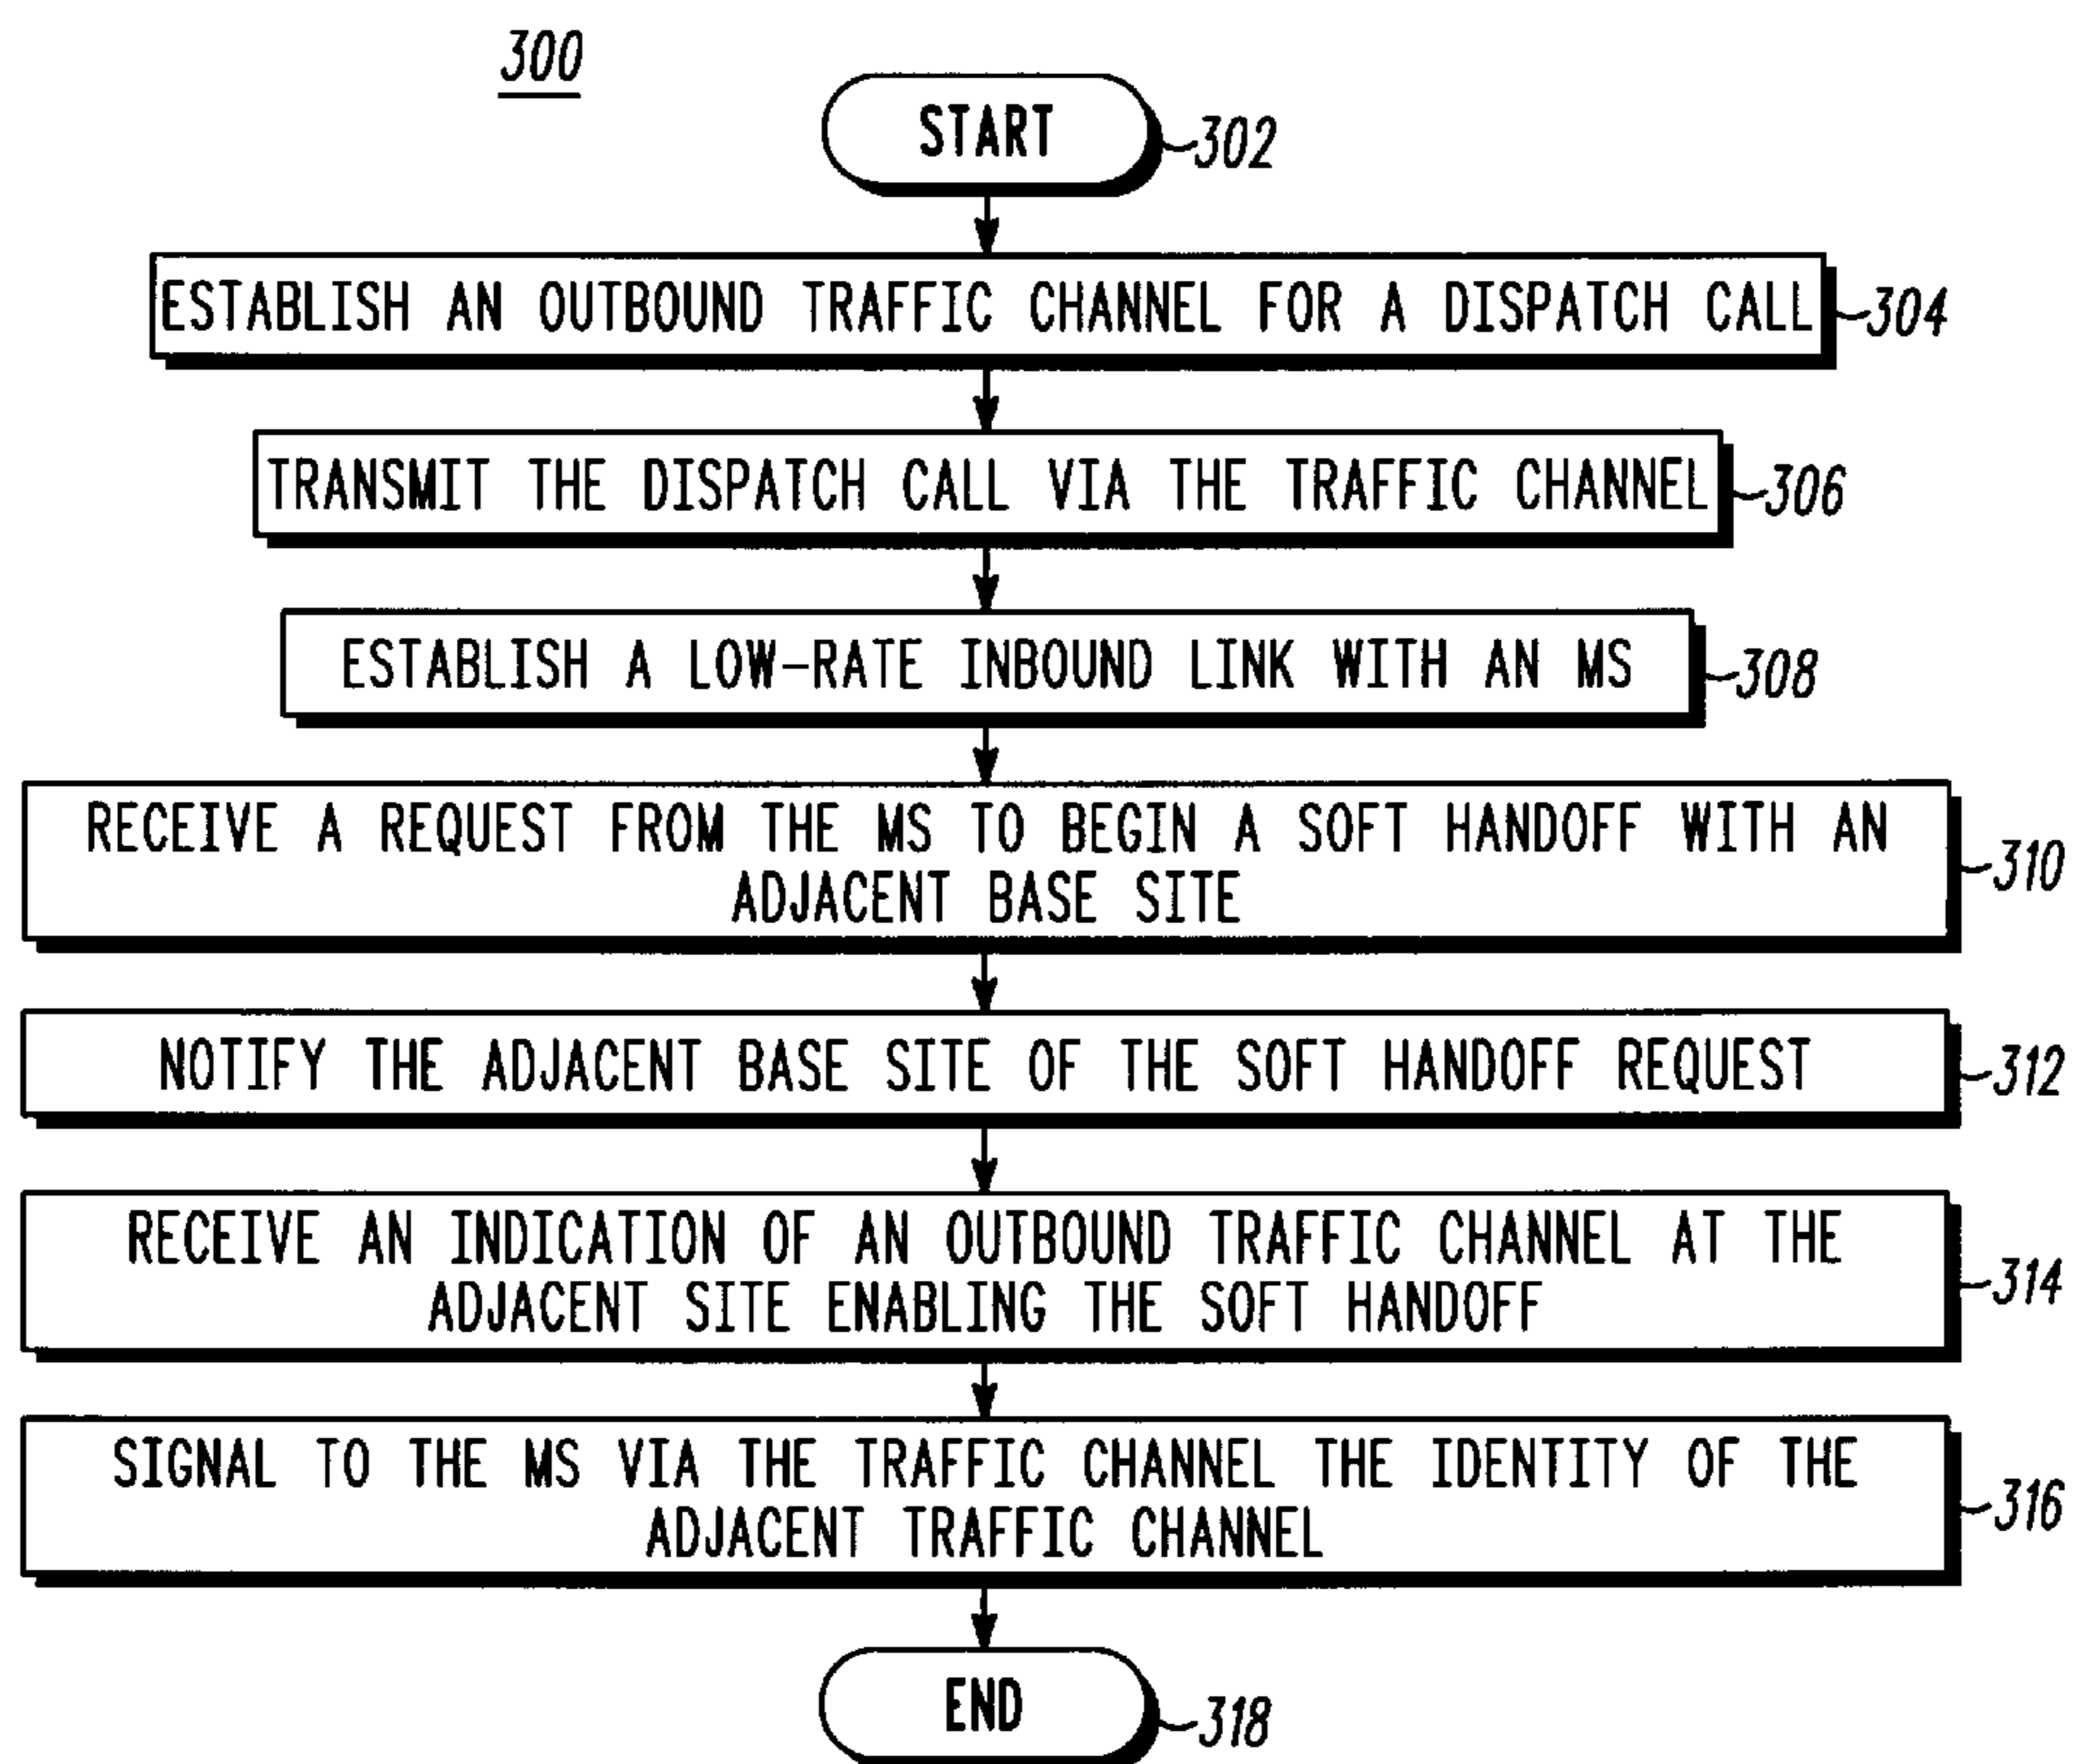 300
START
302
ESTABLISH AN OUTBOUND TRAFFIC CHANNEL FOR A DISPATCH CALL
304
TRANSMIT THE DISPATCH CALL VIA THE TRAFFIC CHANNEL
306
ESTABLISH A LOW-RATE INBOUND LINK WITH AN MS
308
RECEIVE A REQUEST FROM THE MS TO BEGIN A SOFT HANDOFF WITH AN
ADJACENT BASE SITE
310
NOTIFY THE ADJACENT BASE SITE OF THE SOFT HANDOFF REQUEST
312
RECEIVE AN INDICATION OF AN OUTBOUND TRAFFIC CHANNEL AT THE
ADJACENT SITE ENABLING THE SOFT HANDOFF
314
SIGNAL TO THE MS VIA THE TRAFFIC CHANNEL THE IDENTITY OF THE
ADJACENT TRAFFIC CHANNEL
316
END
318